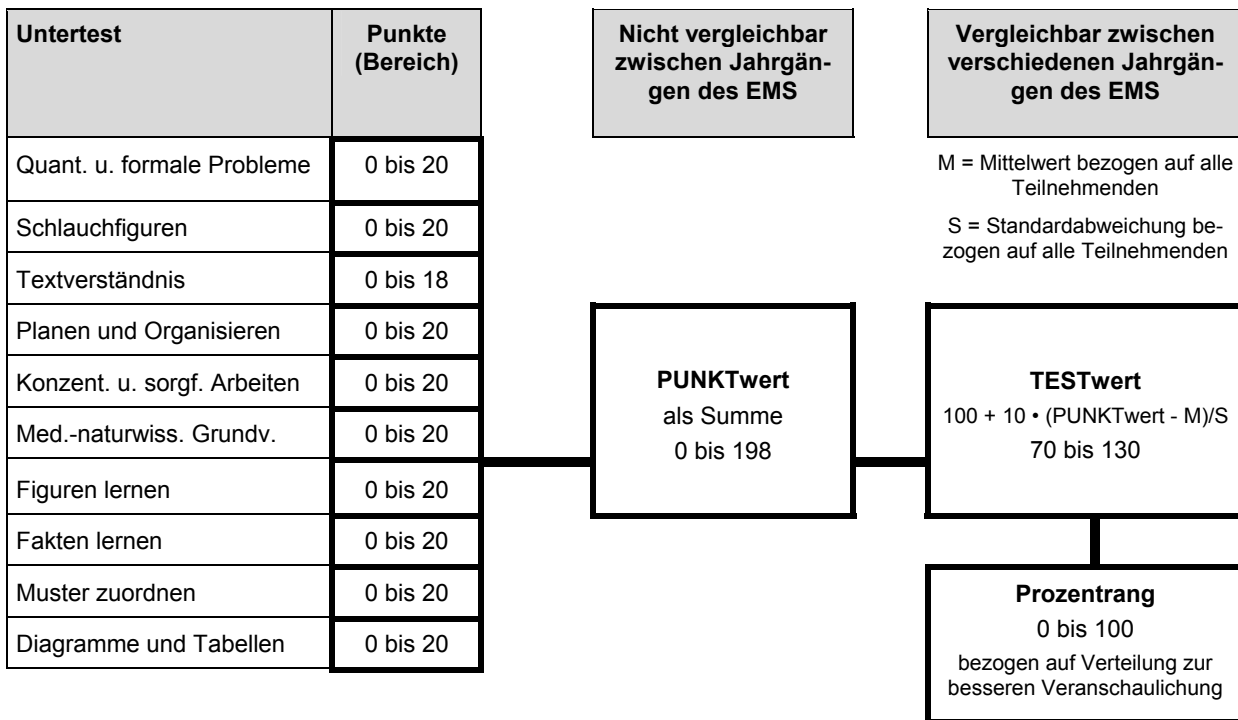 Untertest
Punkte
(Bereich)
Quant. u. formale Probleme
0 bis 20
Schlauchfiguren
0 bis 20
Textverständnis
0 bis 18
Planen und Organisieren
0 bis 20
Konzent. u. sorgf. Arbeiten
0 bis 20
Med.-naturwiss. Grundv.
0 bis 20
Figuren lernen
0 bis 20
Fakten lernen
0 bis 20
Muster zuordnen
0 bis 20
Diagramme und Tabellen
0 bis 20
Nicht vergleichbar
zwischen Jahrgän-
gen des EMS
PUNKTwert
als Summe
0 bis 198
Vergleichbar zwischen
verschiedenen Jahrgän-
gen des EMS
M = Mittelwert bezogen auf alle
Teilnehmenden
S = Standardabweichung be-
zogen auf alle Teilnehmenden
TESTwert
100 + 10 • (PUNKTwert - M)/S
70 bis 130
Prozentrang
0 bis 100
bezogen auf Verteilung zur
besseren Veranschaulichung